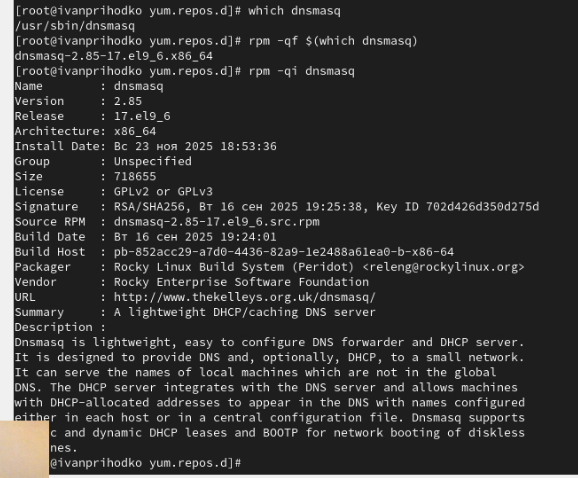 [root@ivanprihodko yum.repos.d]# which dnsmasq
/usr/sbin/dnsmasq
[root@ivanprihodko yum.repos.d]# rpm -qf $(which dnsmasq)
dnsmasq-2.85-17.el9_6.x86_64
[root@ivanprihodko yum.repos.d]# rpm -qi dnsmasq
Name        : dnsmasq
Version     : 2.85
Release     : 17.el9_6
Architecture: x86_64
Install Date: Вс 23 ноя 2025 18:53:36
Group       : Unspecified
Size        : 718655
License     : GPLv2 or GPLv3
Signature   : RSA/SHA256, Вт 16 сен 2025 19:25:38, Key ID 702d426d350d275d
Source RPM  : dnsmasq-2.85-17.el9_6.src.rpm
Build Date  : Вт 16 сен 2025 19:24:01
Build Host  : pb-852acc29-a7d0-4436-82a9-1e2488a61ea0-b-x86-64
Packager    : Rocky Linux Build System (Peridot) <releng@rockylinux.org>
Vendor      : Rocky Enterprise Software Foundation
URL         : http://www.thekelleys.org.uk/dnsmasq/
Summary     : A lightweight DHCP/caching DNS server
Description :
Dnsmasq is lightweight, easy to configure DNS forwarder and DHCP server.
It is designed to provide DNS and, optionally, DHCP, to a small network.
It can serve the names of local machines which are not in the global
DNS. The DHCP server integrates with the DNS server and allows machines
with DHCP-allocated addresses to appear in the DNS with names configured
either in each host or in a central configuration file. Dnsmasq supports
c and dynamic DHCP leases and BOOTP for network booting of diskless
nes.
@ivanprihodko yum.repos.d]#